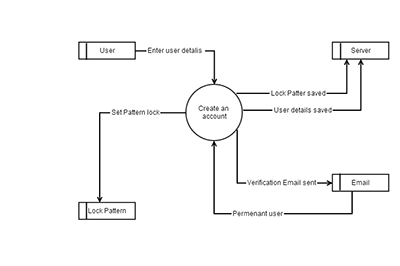 User
Enter user detalis
Server
Lock Patter saved
Create an
account
User details saved
Set Pattern lock
Verification Email sent
Email
Lock Pattern
Permenant user